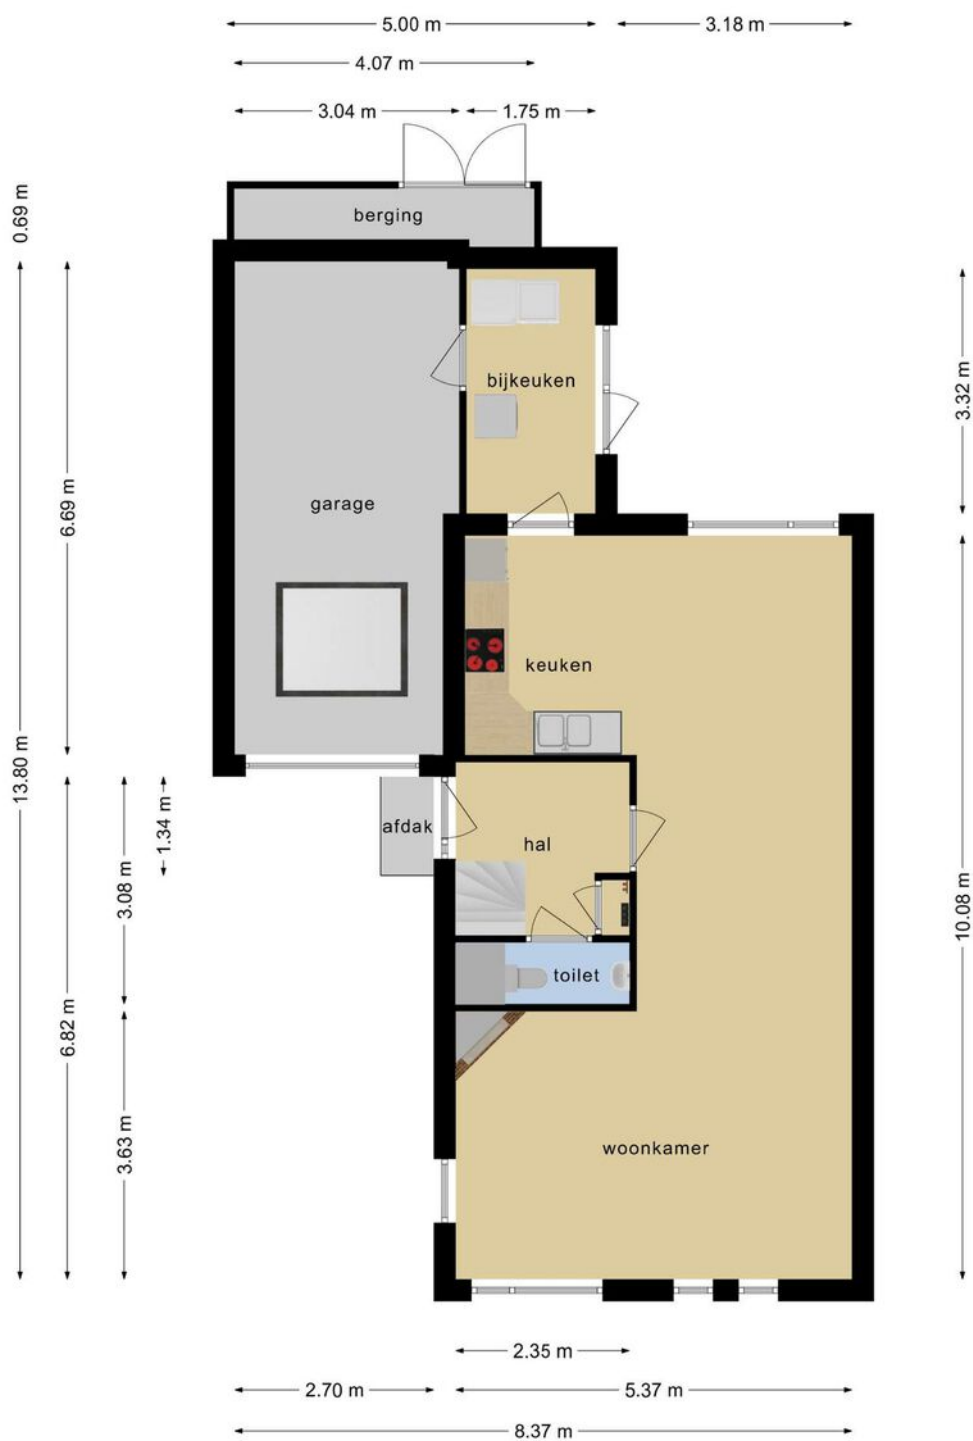 5.00 m
3.18 m
4.07 m
3.04 m
1.75 m
0.69 m
berging
bijkeuken
3.32 m
garage
6.69 m
keuken
13.80 m
1.34 m
afdak
hal
3.08 m
10.08 m
toilet
6.82 m
3.63 m
woonkamer
2.35 m
2.70 m
5.37 m
8.37 m